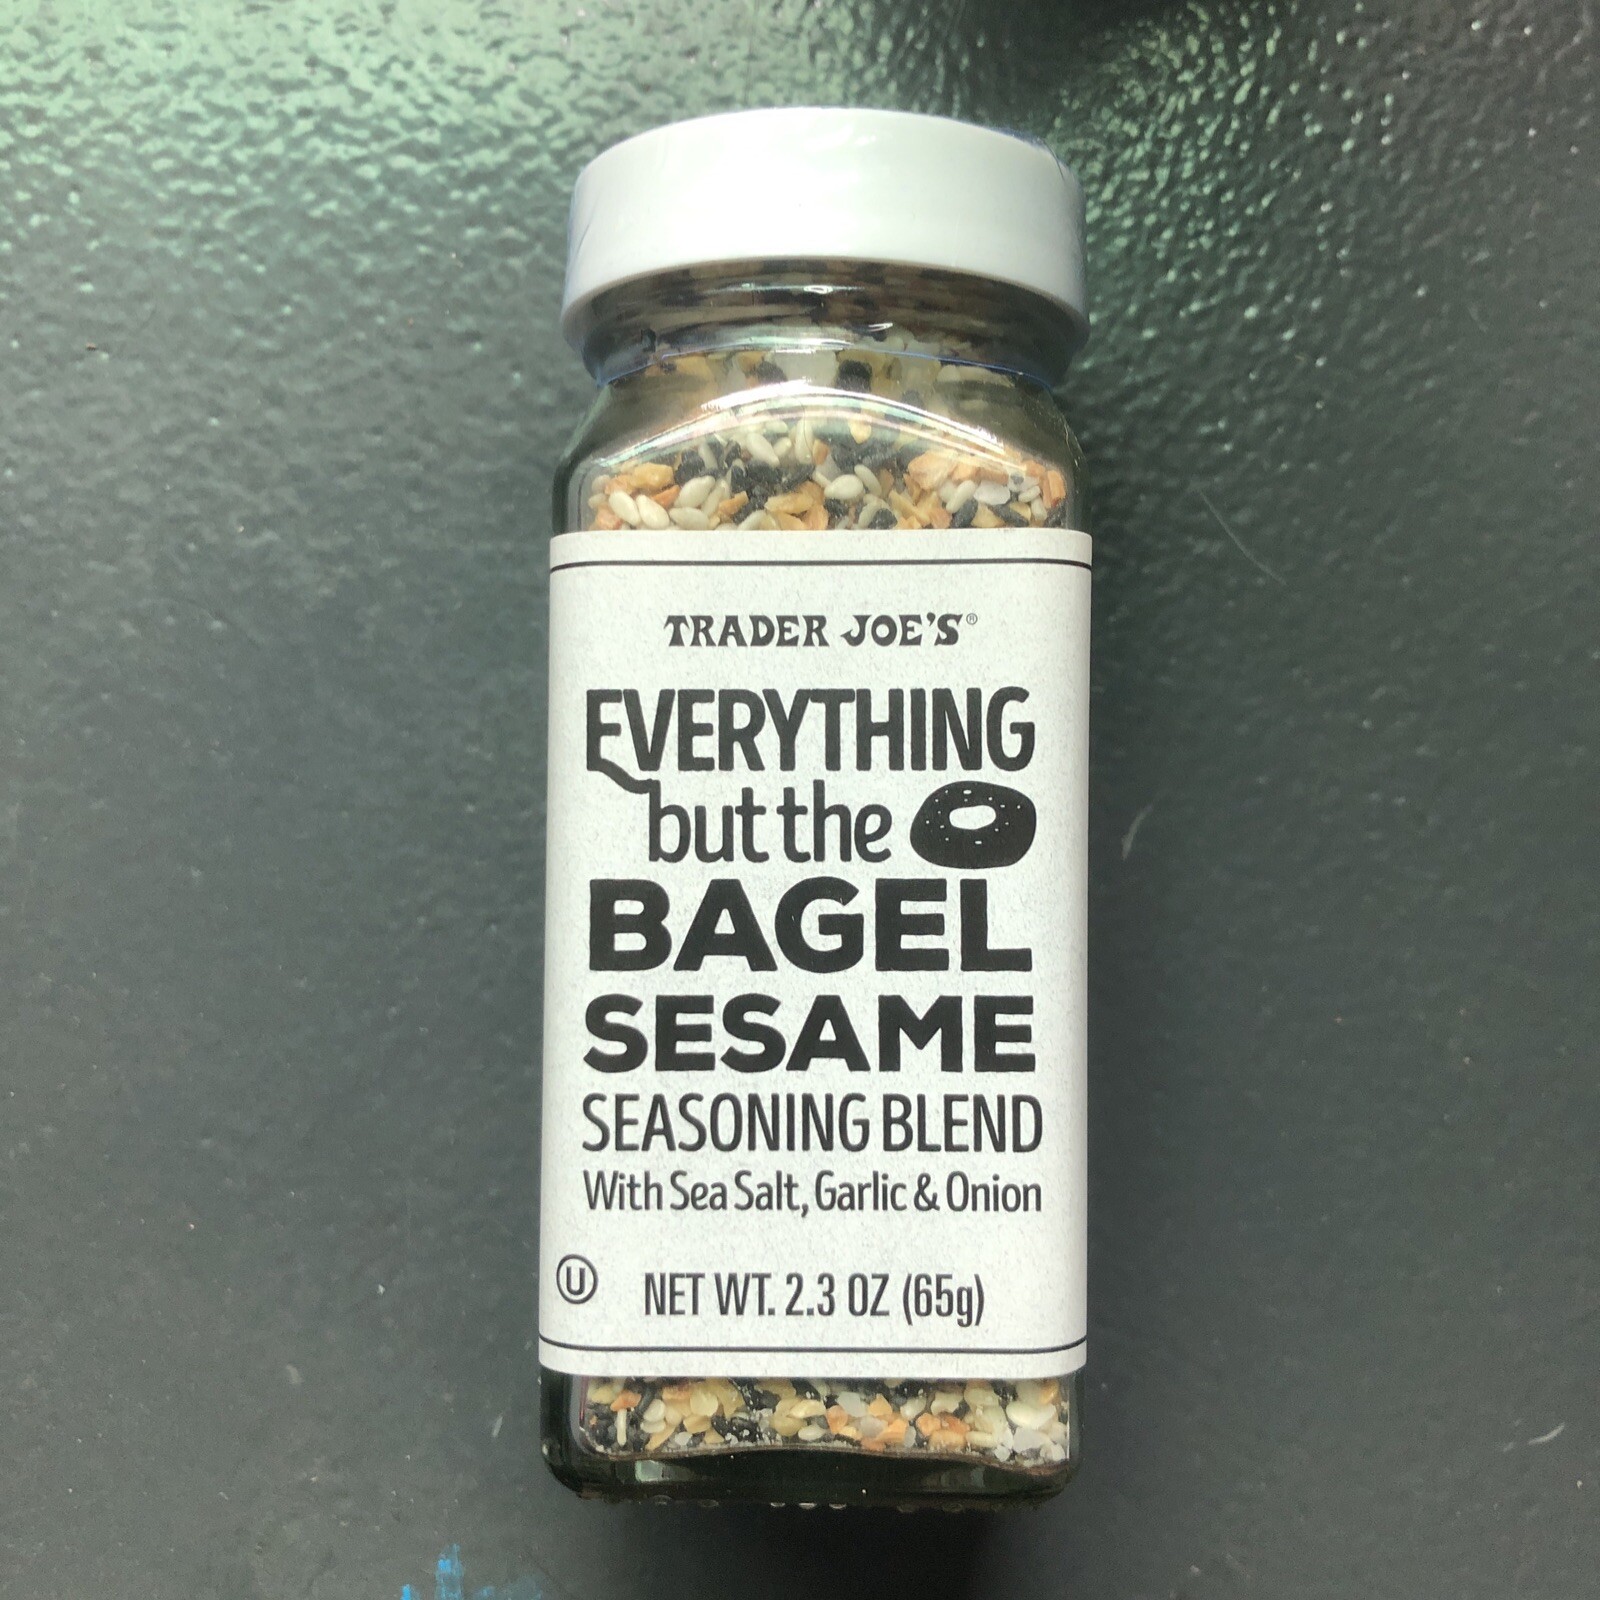 TRADER JOE'S®
EVERYTHING
but the
BAGEL
SESAME
SEASONING BLEND
With Sea Salt, Garlic & Onion
U
NET WT. 2.3 OZ (65g)